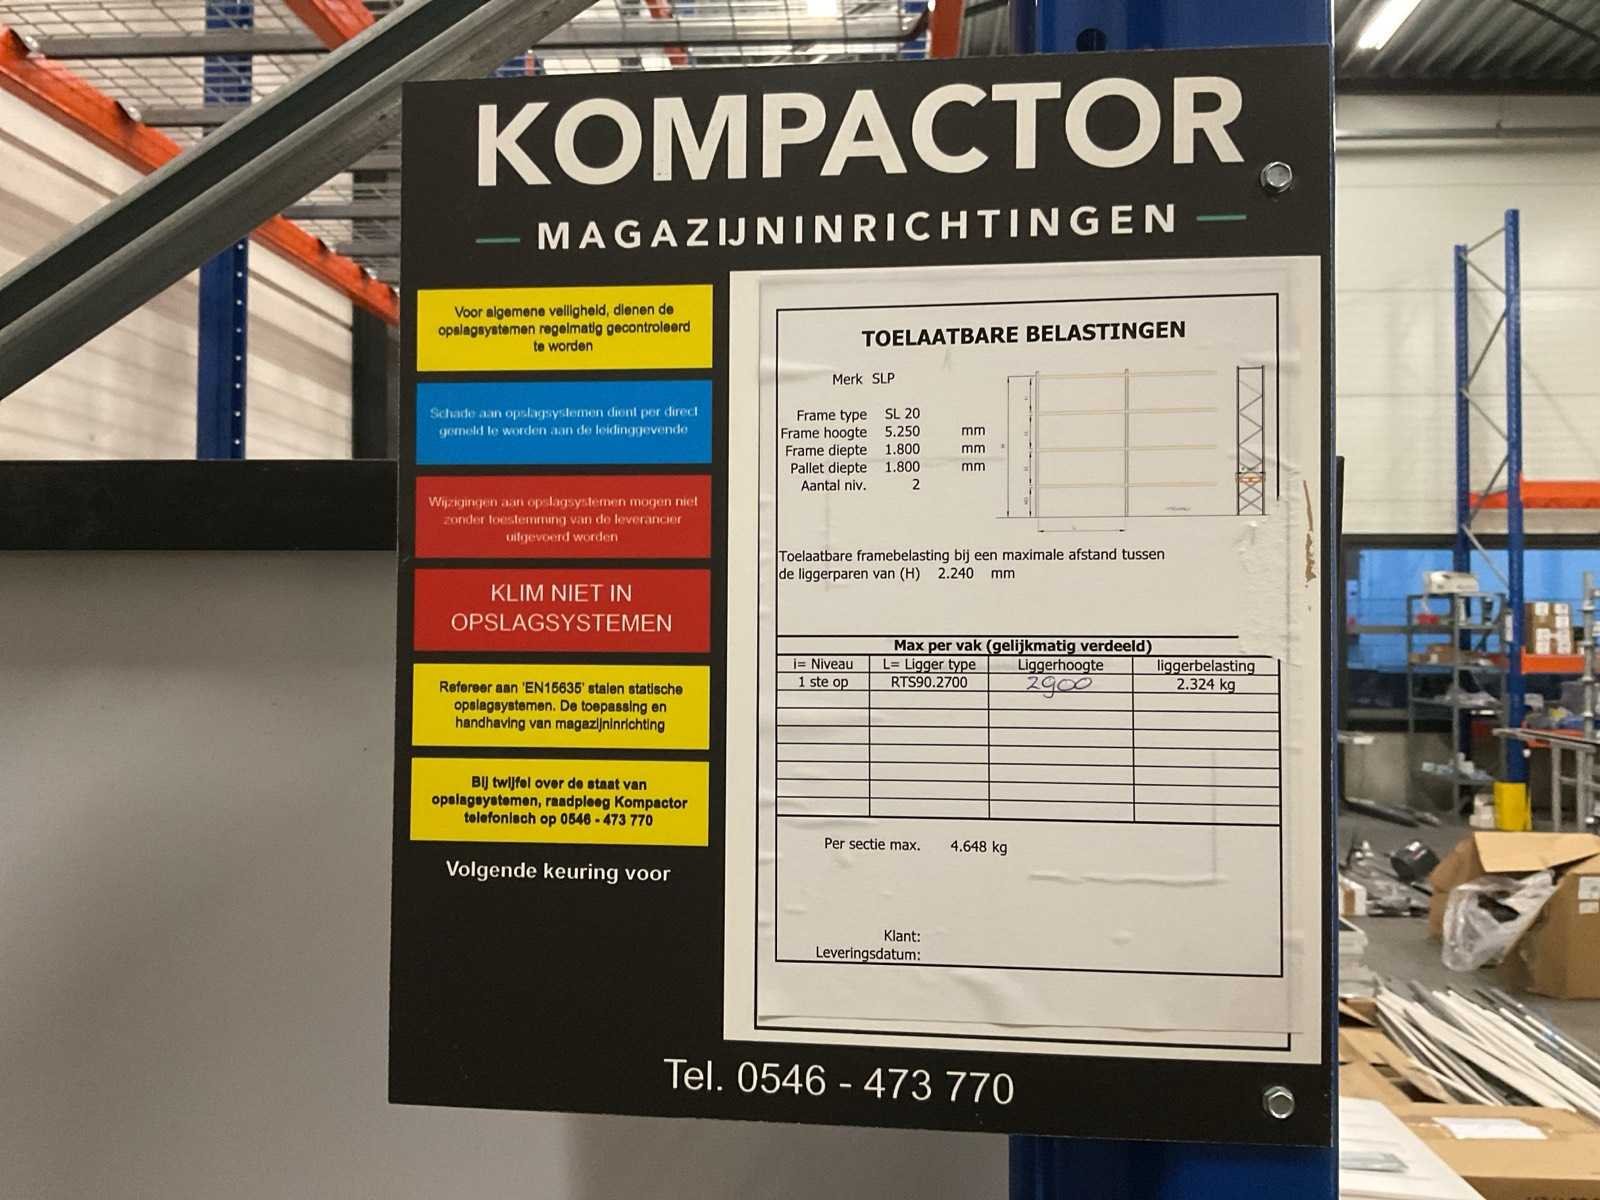 KOMPACTOR
MAGAZIJNINRICHTINGEN
Voor algemene veiligheid, dienen de
opslagsystemen regelmatig gecontroleerd
te worden
Schade aan opslagsystemen dient per direct
gemeld te worden aan de leidinggevende
Wijzigingen aan opslagsystemen mogen niet
zonder toestemming van de leverancier
uitgevoerd worden
KLIM NIET IN
OPSLAGSYSTEMEN
Refereer aan 'EN15635' stalen statische
opslagsystemen. De toepassing en
handhaving van magazijninrichting
Bij twijfel over de staat van
opslagsystemen, raadpleeg Kompactor
telefonisch op 0546 - 473 770
Volgende keuring voor
TOELAATBARE BELASTINGEN
Merk SLP
Frame type SL 20
Frame hoogte 5.250 mm
Frame diepte 1.800 mm
Pallet diepte 1.800 mm
Aantal niv. 2
Toelaatbare framebelasting bij een maximale afstand tussen
de liggerparen van (H) 2.240 mm
Max per vak (gelijkmatig verdeeld)
i= Niveau L= Ligger type Liggerhoogte liggerbelasting
1 ste op RTS90.2700 2900 2.324 kg
Per sectie max. 4.648 kg
Klant:
Leveringsdatum:
Tel. 0546 - 473 770